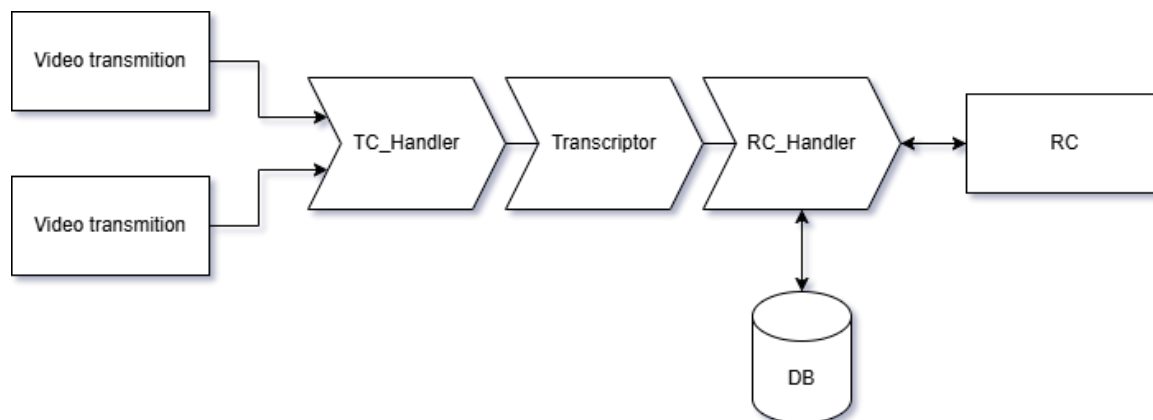 Video transmition
TC_Handler
Transcriptor
RC_Handler
RC
Video transmition
DB